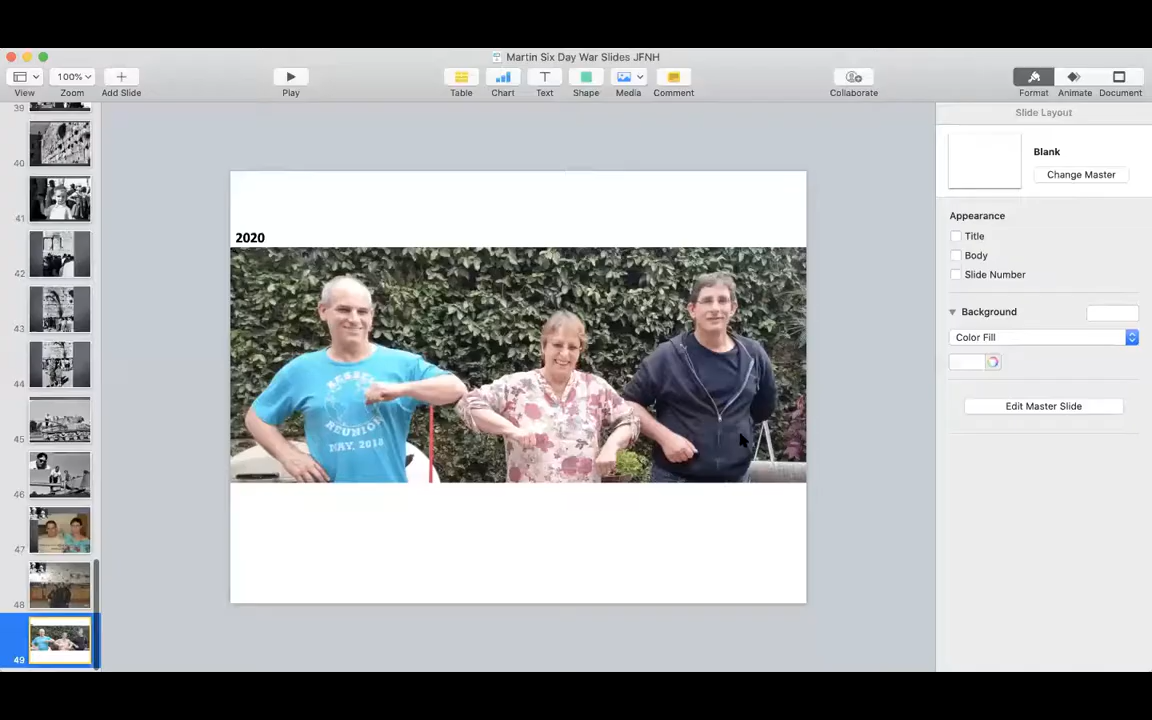 Martin Six Day War Slides JFNH
100%
View
Zoom
Add Slide
Play
Table
Chart
Text
Shape
Media
Comment
Collaborate
Format
Animate
Document
39
40
41
42
43
44
45
46
47
48
49
2020
REUNION
MAY, 2018
Slide Layout
Blank
Change Master
Appearance
Title
Body
Slide Number
Background
Color Fill
Edit Master Slide